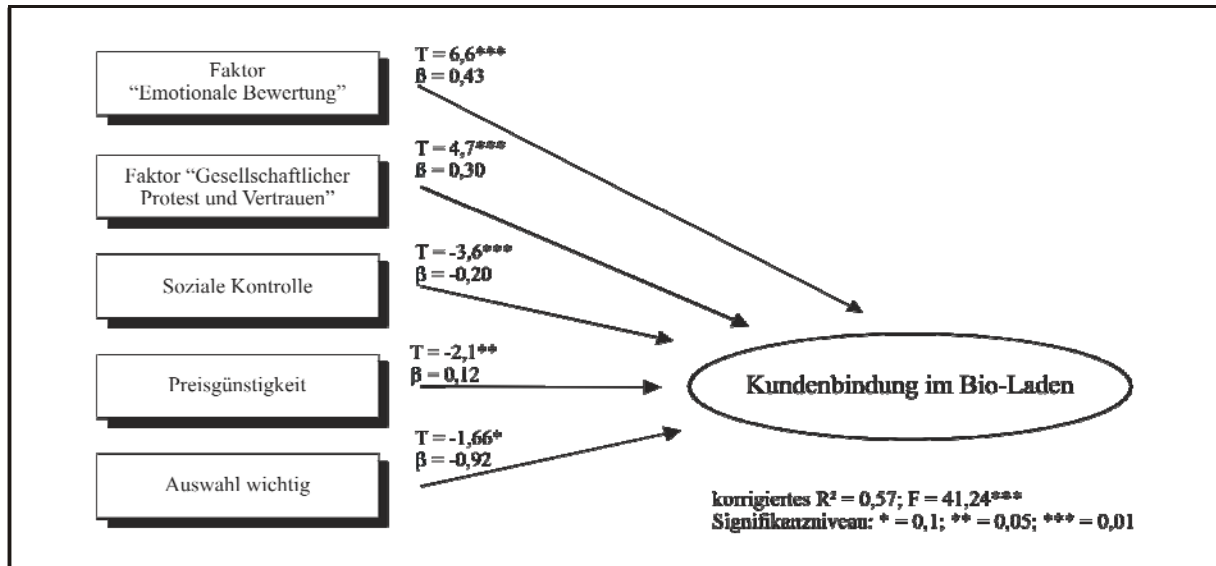 Faktor
“Emotionale Bewertung”
T = 6,6***
β = 0,43
Faktor “Gesellschaftlicher
Protest und Vertrauen”
T = 4,7***
β = 0,30
Soziale Kontrolle
T = -3,6***
β = -0,20
Preisgünstigkeit
T = -2,1**
β = 0,12
Auswahl wichtig
T = -1,66*
β = -0,92
Kundenbindung im Bio-Laden
korrigiertes R² = 0,57; F = 41,24***
Signifikanzniveau: * = 0,1; ** = 0,05; *** = 0,01